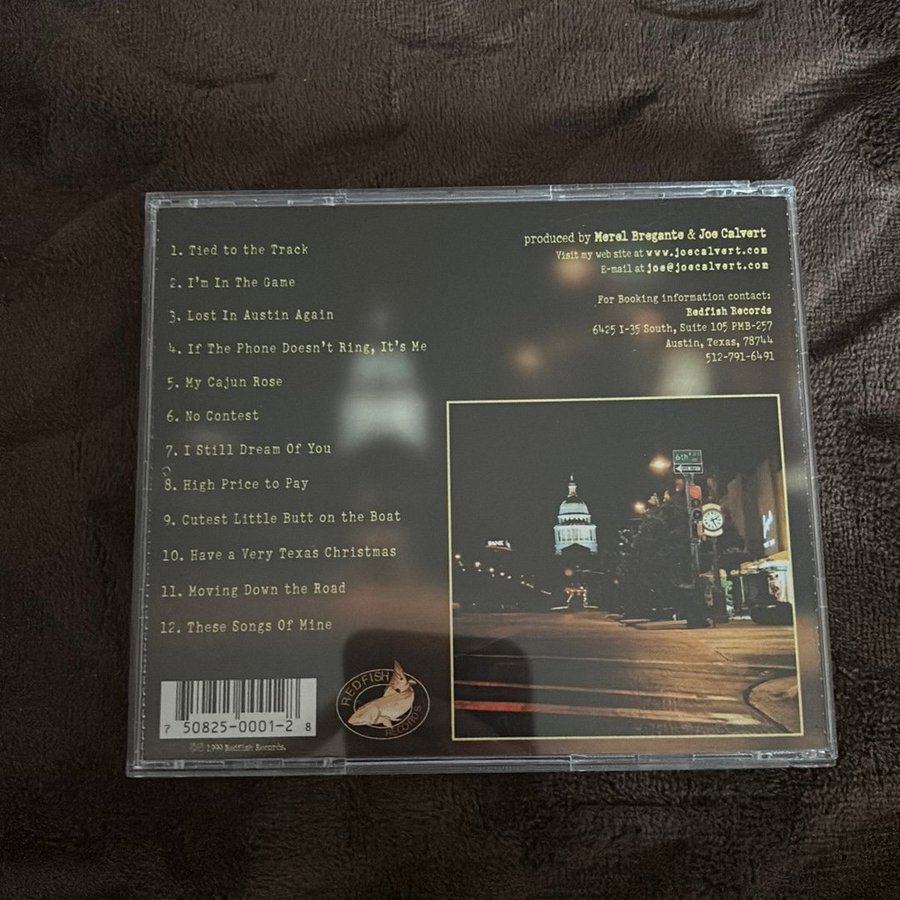 1. Tied to the Track
2. I'm In The Game
3. Lost In Austin Again
4. If The Phone Doesn't Ring, It's Me
5. My Cajun Rose
6. No Contest
7. I Still Dream Of You
8. High Price to Pay
9. Cutest Little Butt on the Boat
10. Have a Very Texas Christmas
11. Moving Down the Road
12. These Songs Of Mine
produced by Merel Bregante & Joe Calvert
Visit my web site at www.joecalvert.com
E-mail at joe@joecalvert.com
For Booking information contact:
Redfish Records
6425 I-35 South, Suite 105 PMB-257
Austin, Texas, 78744
512-791-6491
6th
BANK
7 50825-0001-2 8
©℗ 1999 Redfish Records.
REDFISH
RECORDS